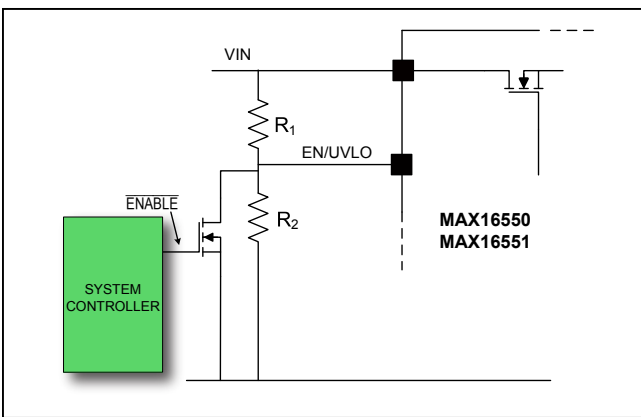 VIN
R1
EN/UVLO
ENABLE
R2
MAX16550
MAX16551
SYSTEM
CONTROLLER